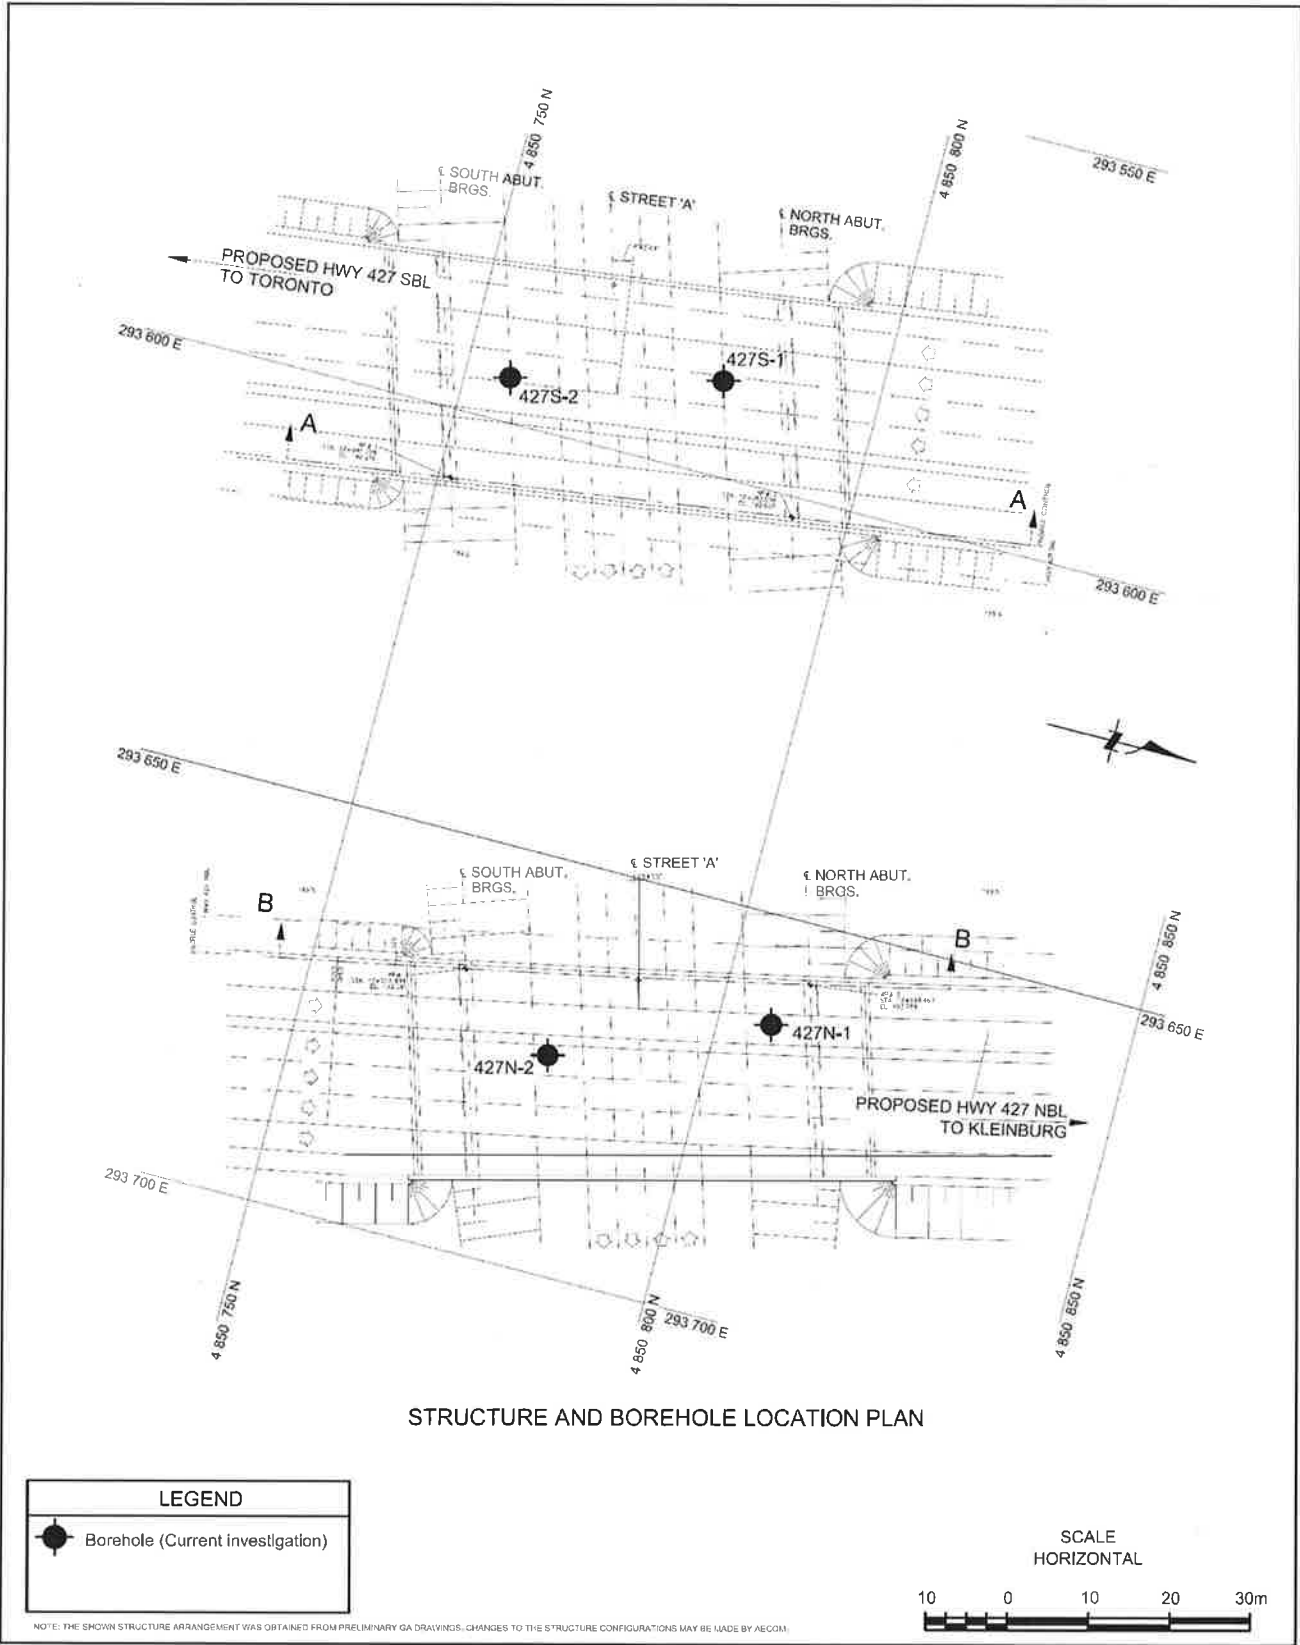 4 850 750 N
4 850 800 N
293 550 E
℄ SOUTH ABUT.
BRGS.
℄ STREET 'A'
℄ NORTH ABUT.
BRGS.
PROPOSED HWY 427 SBL
TO TORONTO
293 600 E
427S-1
427S-2
A
A
293 600 E
293 650 E
℄ STREET 'A'
℄ SOUTH ABUT.
BRGS.
℄ NORTH ABUT.
BRGS.
B
B
4 850 850 N
293 650 E
427N-1
427N-2
PROPOSED HWY 427 NBL
TO KLEINBURG
293 700 E
4 850 750 N
4 850 800 N
293 700 E
4 850 850 N
STRUCTURE AND BOREHOLE LOCATION PLAN
LEGEND
Borehole (Current investigation)
SCALE
HORIZONTAL
10 0 10 20 30m
NOTE: THE SHOWN STRUCTURE ARRANGEMENT WAS OBTAINED FROM PRELIMINARY GA DRAWINGS. CHANGES TO THE STRUCTURE CONFIGURATIONS MAY BE MADE BY AECOM.